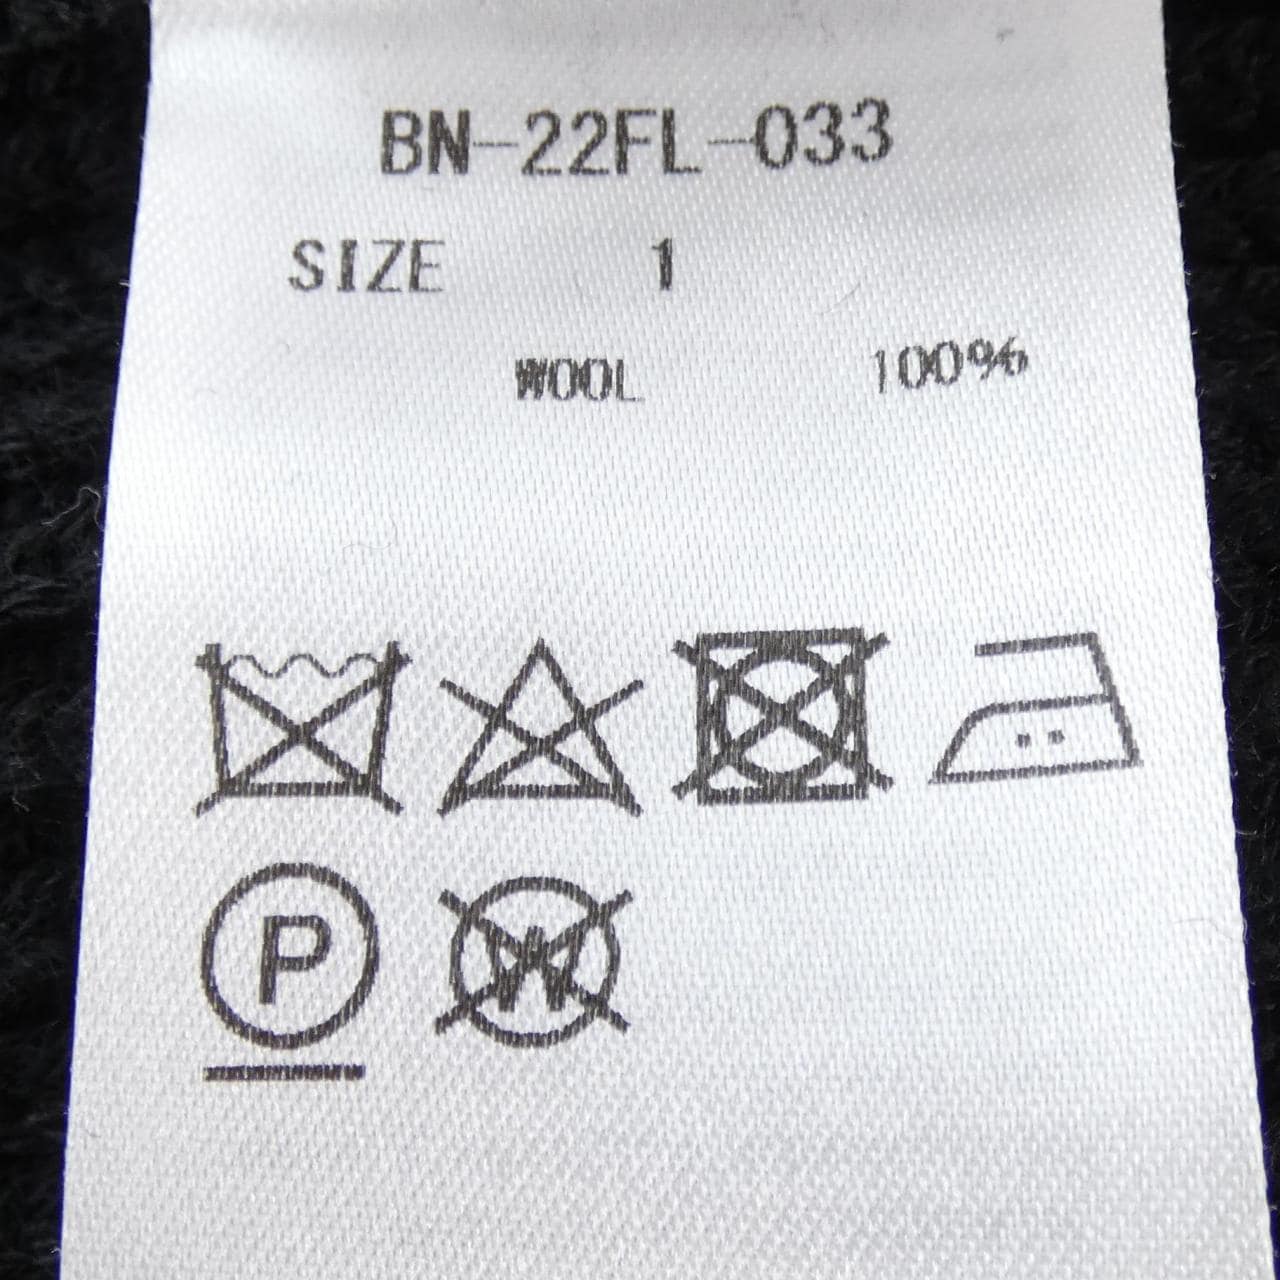 BN-22FL-033
SIZE 1
WOOL 100%
P
W